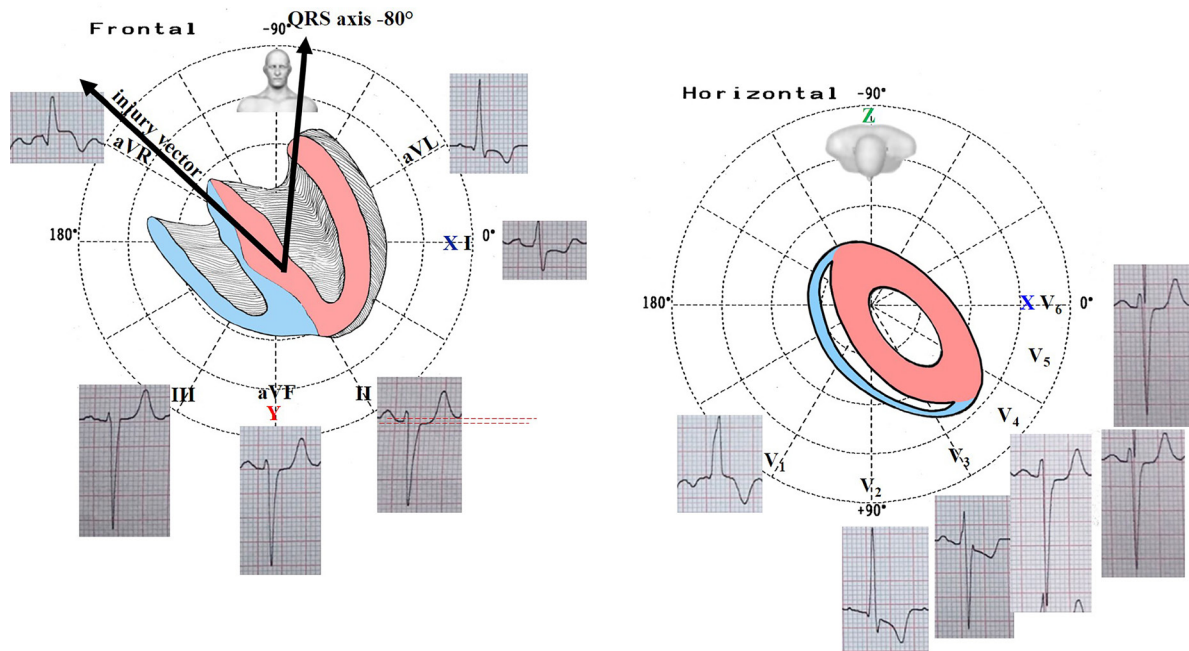 Frontal
QRS axis -80°
-90°
injury vector
aVR
aVL
180°
X I
0°
III
aVF
II
Y
Horizontal
-90°
Z
180°
X V6
0°
V5
V4
V3
V1
V2
+90°